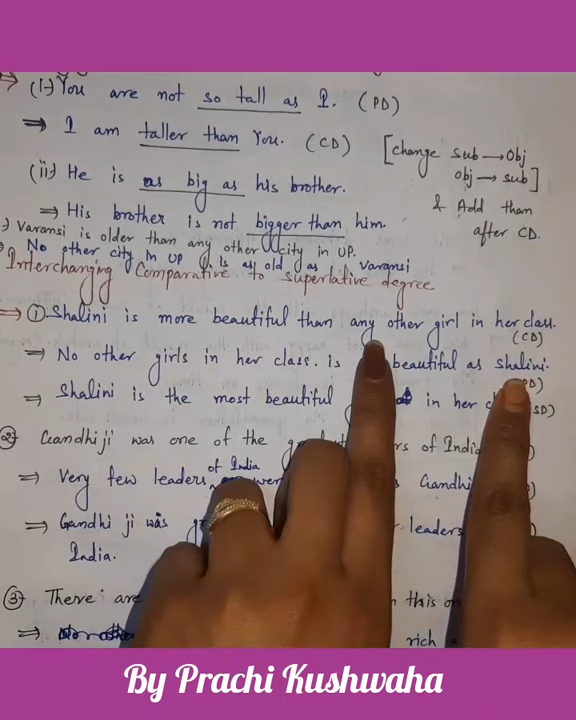 (i) You are not so tall as I. (PD)
⇒ I am taller than You. (CD)
[change sub → Obj
obj → sub]
& Add than
after CD.
(ii) He is as big as his brother.
⇒ His brother is not bigger than him.
Varansi is older than any other city in UP.
No other city in UP is as old as Varansi
Interchanging Comparative to superlative degree
⇒ ① Shalini is more beautiful than any other girl in her class.
(CD)
⇒ No other girls in her class. is beautiful as shalini.
⇒ Shalini is the most beautiful in her
② Gandhiji was one of the of India
⇒ Very few leaders of India
⇒ Gandhi ji was leaders
India.
③ There are this
⇒ rich
By Prachi Kushwaha